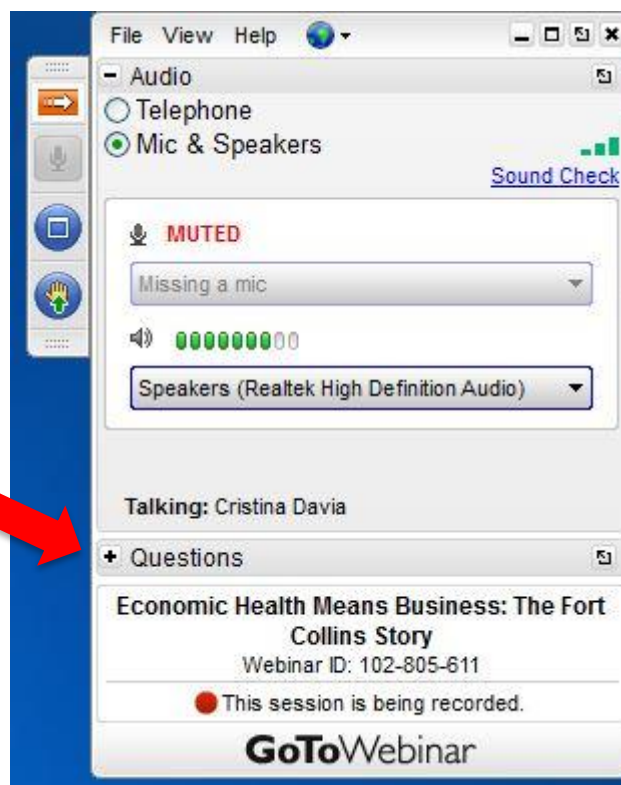 File View Help
Audio
Telephone
Mic & Speakers
Sound Check
MUTED
Missing a mic
Speakers (Realtek High Definition Audio)
Talking: Cristina Davia
Questions
Economic Health Means Business: The Fort
Collins Story
Webinar ID: 102-805-611
This session is being recorded.
GoToWebinar